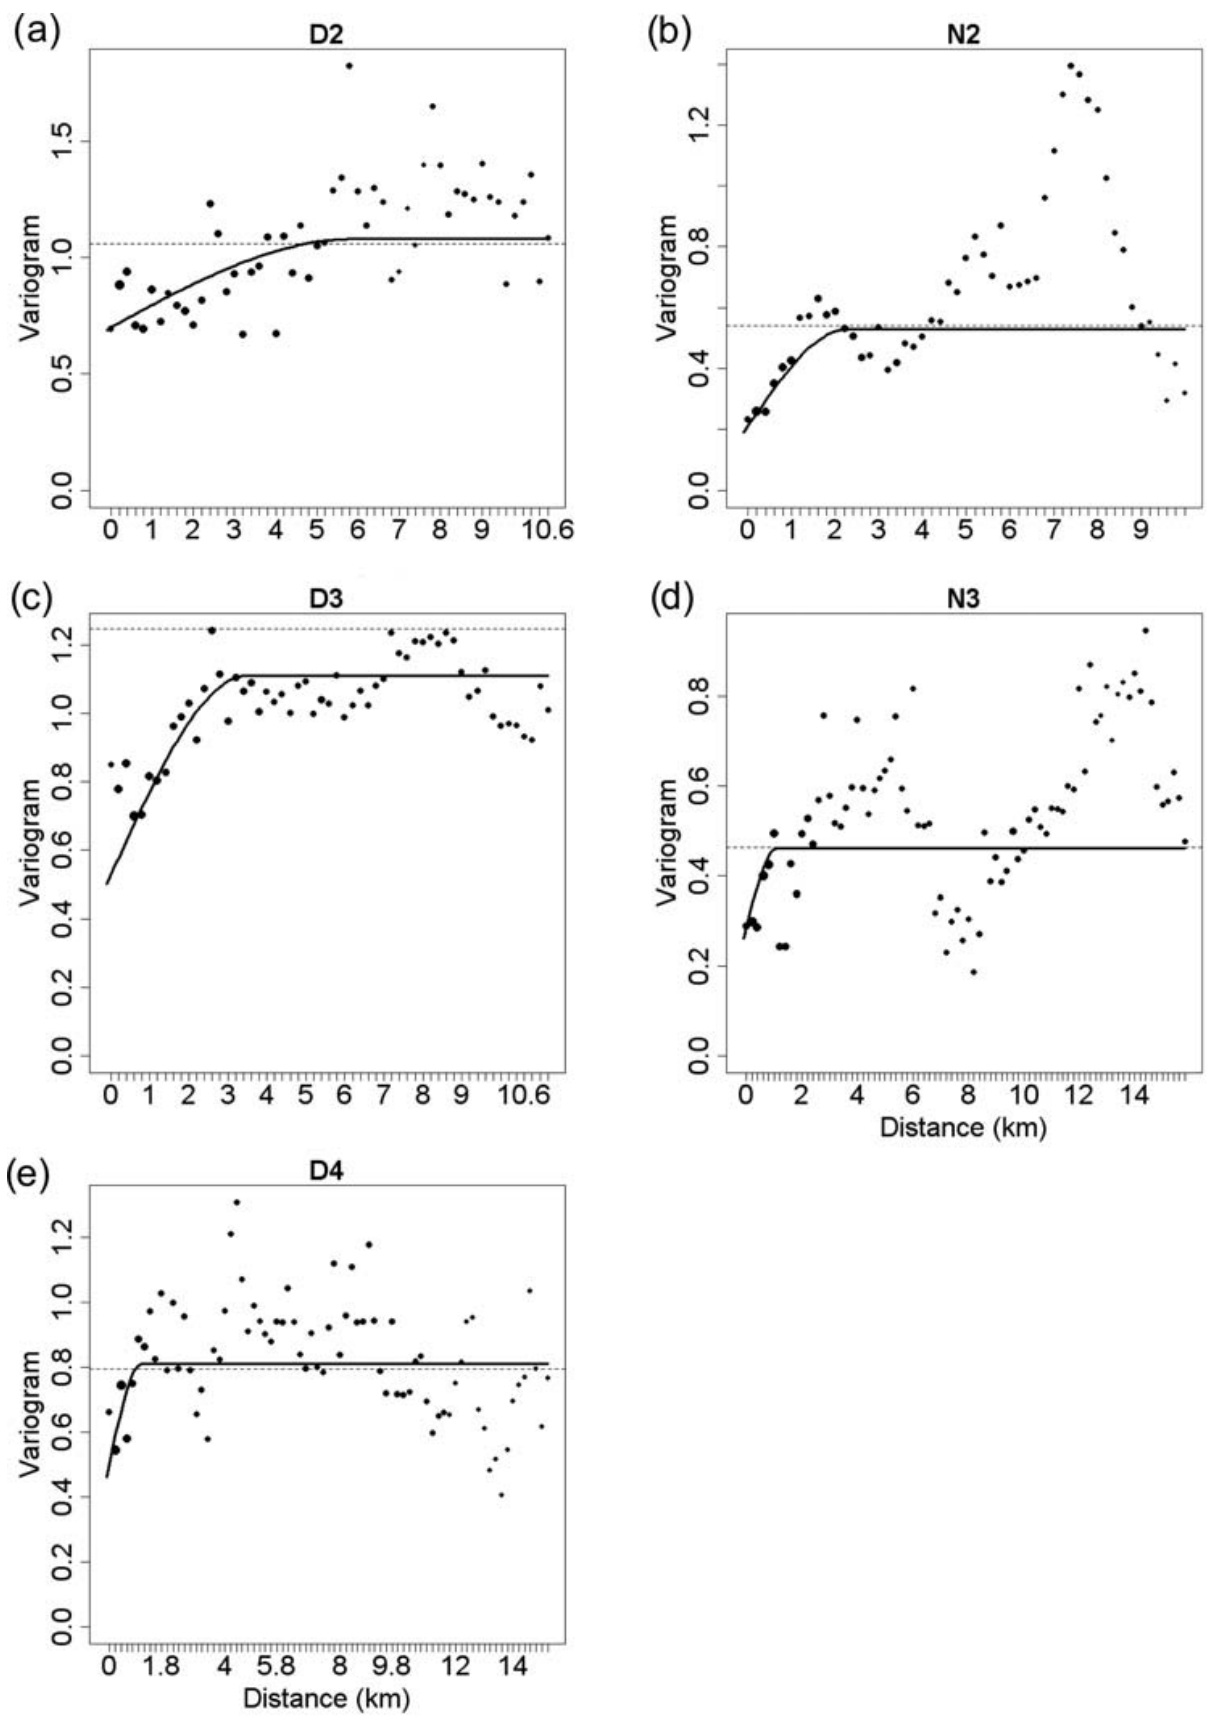 (a)
D2
Variogram
0.0 0.5 1.0 1.5
0 1 2 3 4 5 6 7 8 9 10.6
(b)
N2
Variogram
0.0 0.4 0.8 1.2
0 1 2 3 4 5 6 7 8 9
(c)
D3
Variogram
0.0 0.2 0.4 0.6 0.8 1.0 1.2
0 1 2 3 4 5 6 7 8 9 10.6
(d)
N3
Variogram
0.0 0.2 0.4 0.6 0.8
0 2 4 6 8 10 12 14
Distance (km)
(e)
D4
Variogram
0.0 0.2 0.4 0.6 0.8 1.0 1.2
0 1.8 4 5.8 8 9.8 12 14
Distance (km)